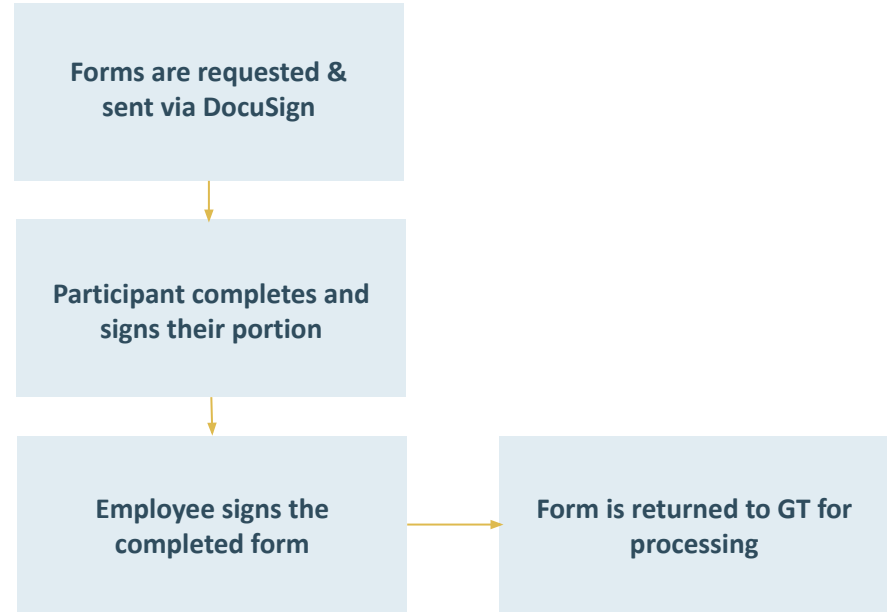 Forms are requested &
sent via DocuSign
Participant completes and
signs their portion
Employee signs the
completed form
Form is returned to GT for
processing